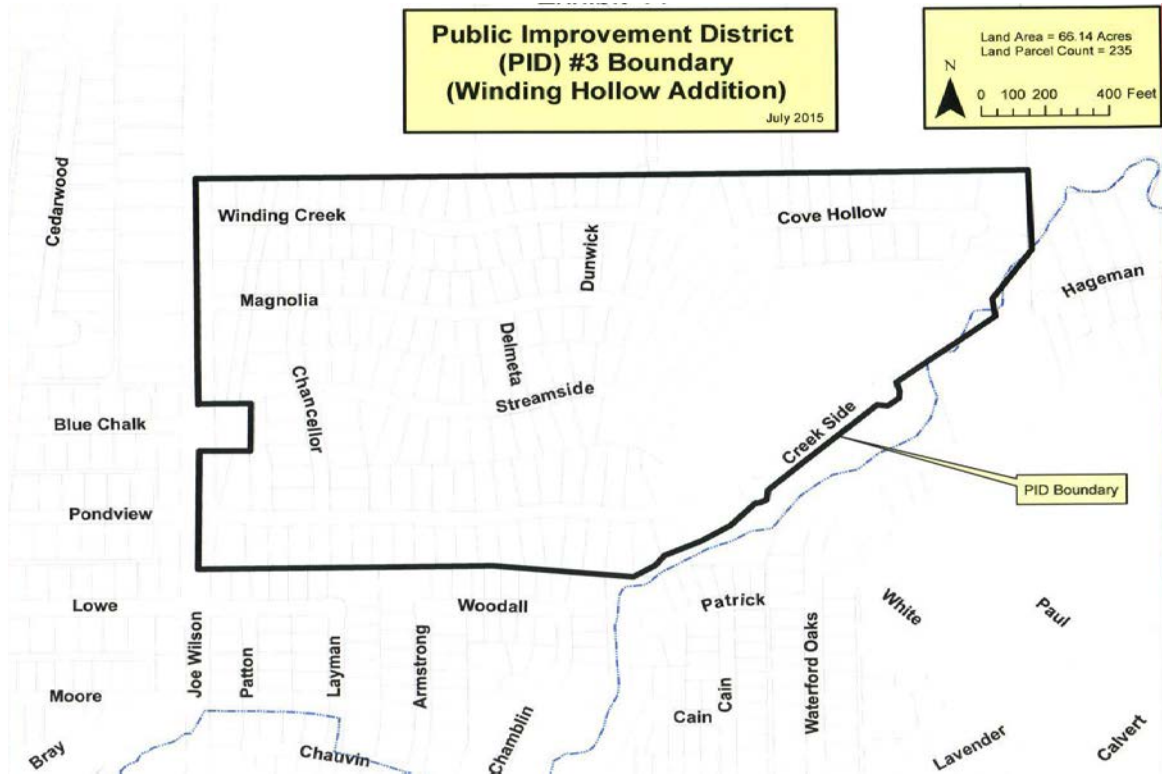 Public Improvement District
(PID) #3 Boundary
(Winding Hollow Addition)
July 2015
Land Area = 66.14 Acres
Land Parcel Count = 235
N
0 100 200 400 Feet
Cedarwood
Winding Creek
Cove Hollow
Dunwick
Hageman
Magnolia
Delmeta
Chancellor
Streamside
Blue Chalk
Creek Side
PID Boundary
Pondview
Lowe
Woodall
Patrick
White
Paul
Joe Wilson
Patton
Layman
Armstrong
Waterford Oaks
Moore
Cain
Cain
Bray
Chauvin
Chamblin
Lavender
Calvert